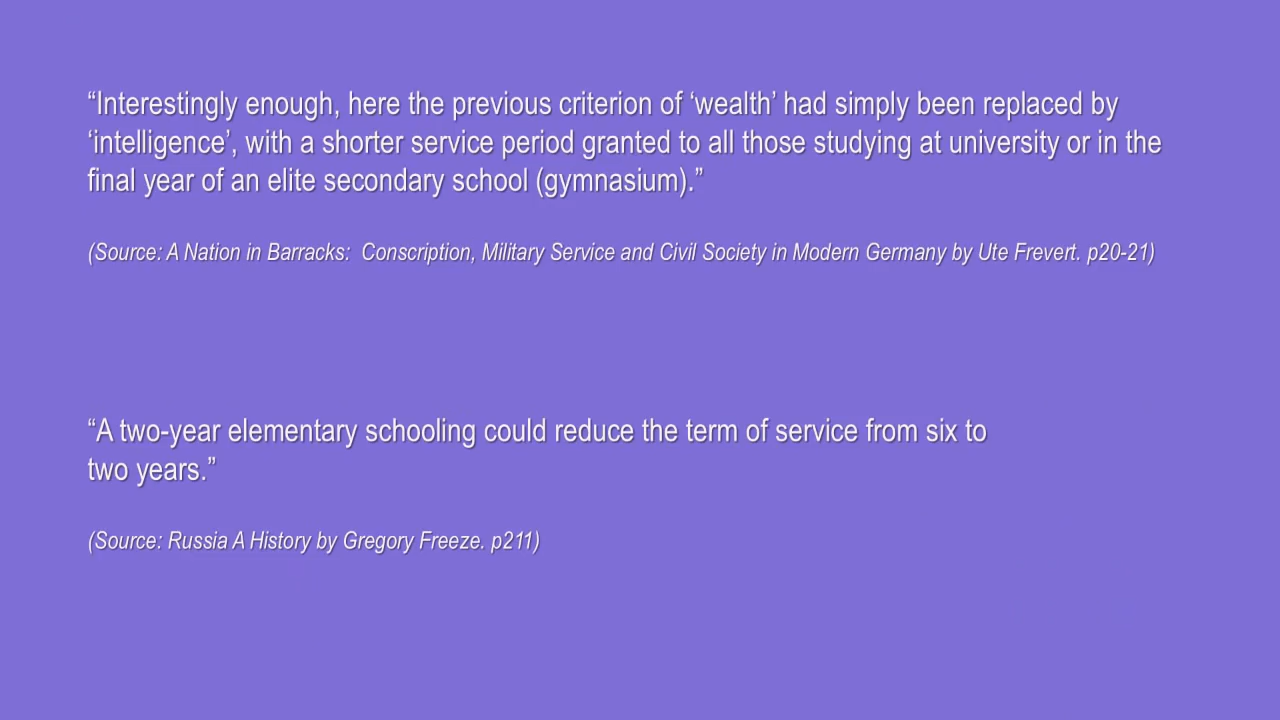 “Interestingly enough, here the previous criterion of ‘wealth’ had simply been replaced by
‘intelligence’, with a shorter service period granted to all those studying at university or in the
final year of an elite secondary school (gymnasium).”
(Source: A Nation in Barracks:  Conscription, Military Service and Civil Society in Modern Germany by Ute Frevert. p20-21)
“A two-year elementary schooling could reduce the term of service from six to
two years.”
(Source: Russia A History by Gregory Freeze. p211)